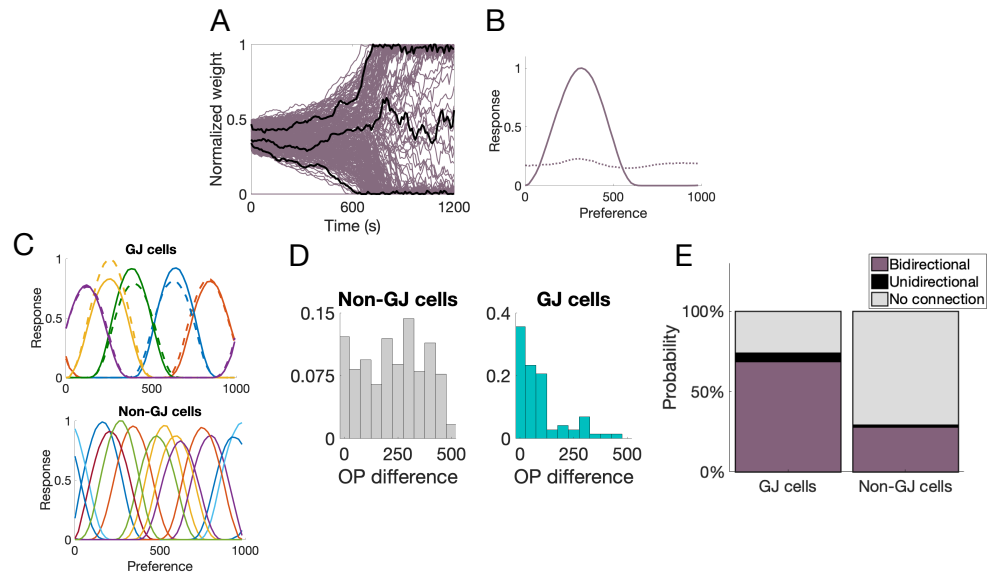 A
Normalized weight
1
0.5
0
0
600
1200
Time (s)
B
Response
1
0.5
0
0
500
1000
Preference
C
GJ cells
Response
1
0.5
0
0
500
1000
Non-GJ cells
Response
1
0.5
0
0
500
1000
Preference
D
Non-GJ cells
0.15
0.075
0
0
250
500
OP difference
GJ cells
0.4
0.2
0
0
250
500
OP difference
E
Bidirectional
Unidirectional
No connection
Probability
100%
50%
0%
GJ cells
Non-GJ cells